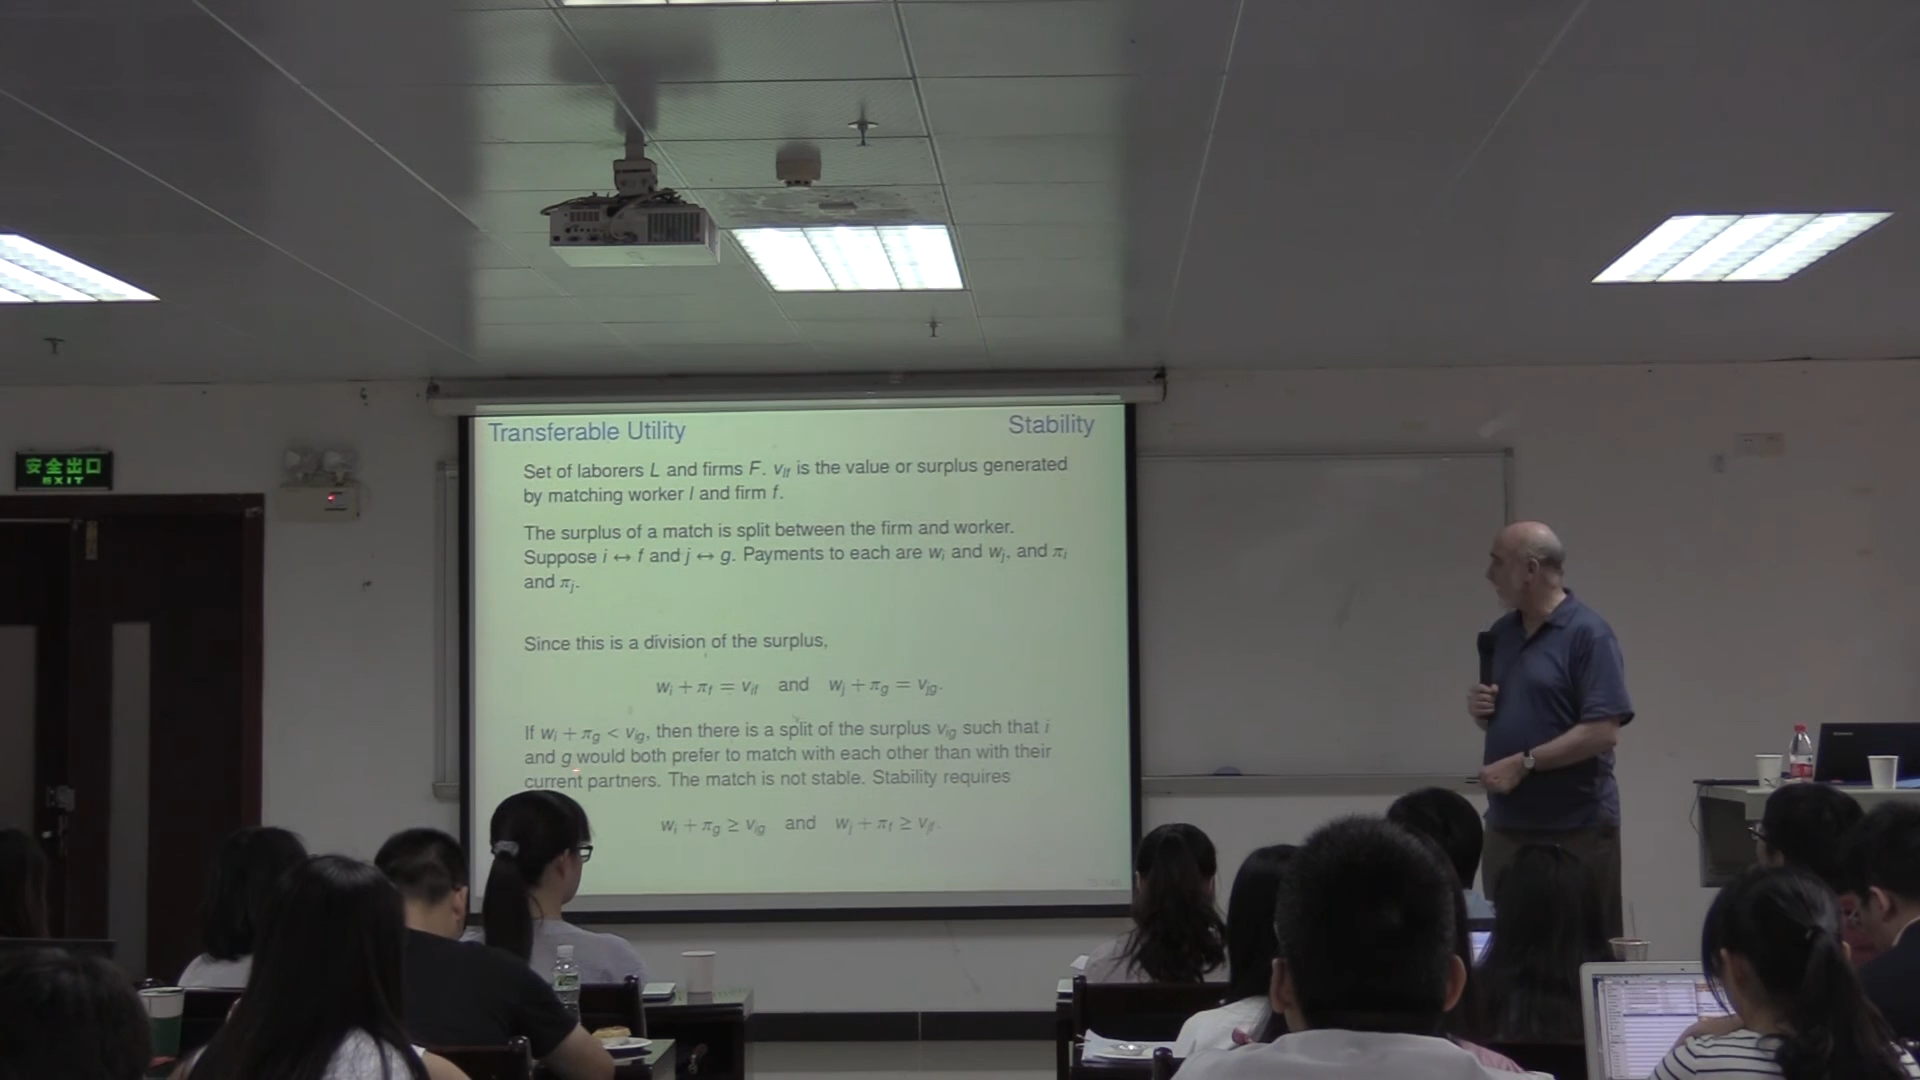 安全出口
EXIT
Transferable Utility
Stability
Set of laborers L and firms F. v_lf is the value or surplus generated
by matching worker l and firm f.
The surplus of a match is split between the firm and worker.
Suppose i ↔ f and j ↔ g. Payments to each are w_i and w_j, and π_i
and π_j.
Since this is a division of the surplus,
w_i + π_f = v_if and w_j + π_g = v_jg.
If w_i + π_g < v_ig, then there is a split of the surplus v_ig such that i
and g would both prefer to match with each other than with their
current partners. The match is not stable. Stability requires
w_i + π_g ≥ v_ig and w_j + π_f ≥ v_jf.